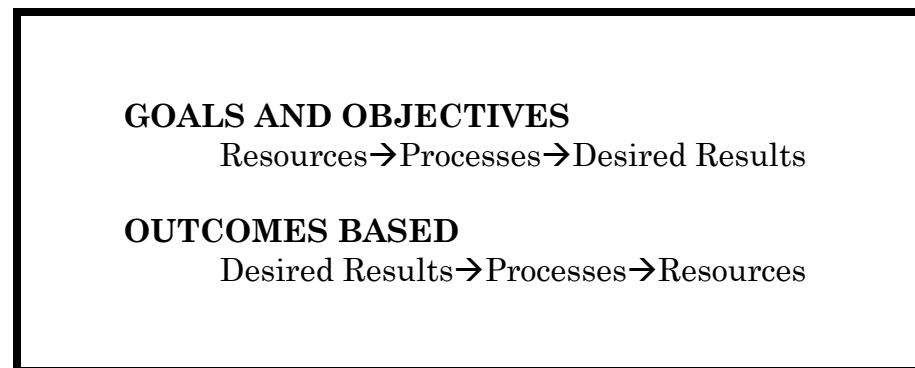 GOALS AND OBJECTIVES
Resources→Processes→Desired Results
OUTCOMES BASED
Desired Results→Processes→Resources